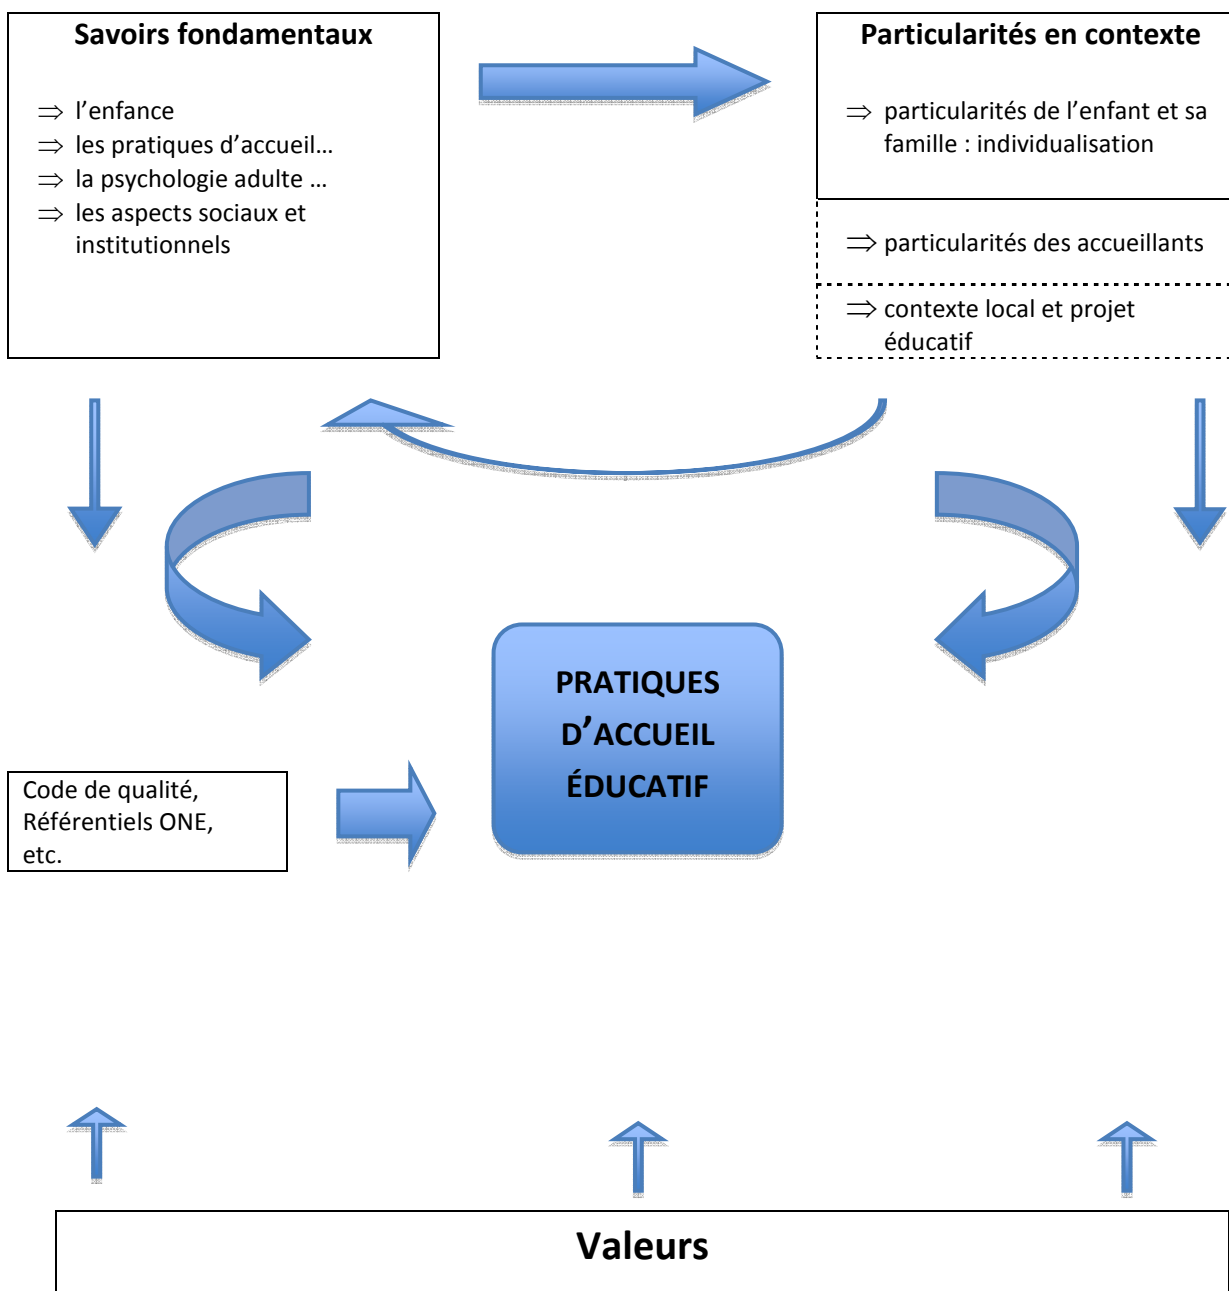 Savoirs fondamentaux
⇒ l’enfance
⇒ les pratiques d’accueil…
⇒ la psychologie adulte …
⇒ les aspects sociaux et
institutionnels
Particularités en contexte
⇒ particularités de l’enfant et sa
famille : individualisation
⇒ particularités des accueillants
⇒ contexte local et projet
éducatif
PRATIQUES
D’ACCUEIL
ÉDUCATIF
Code de qualité,
Référentiels ONE,
etc.
Valeurs